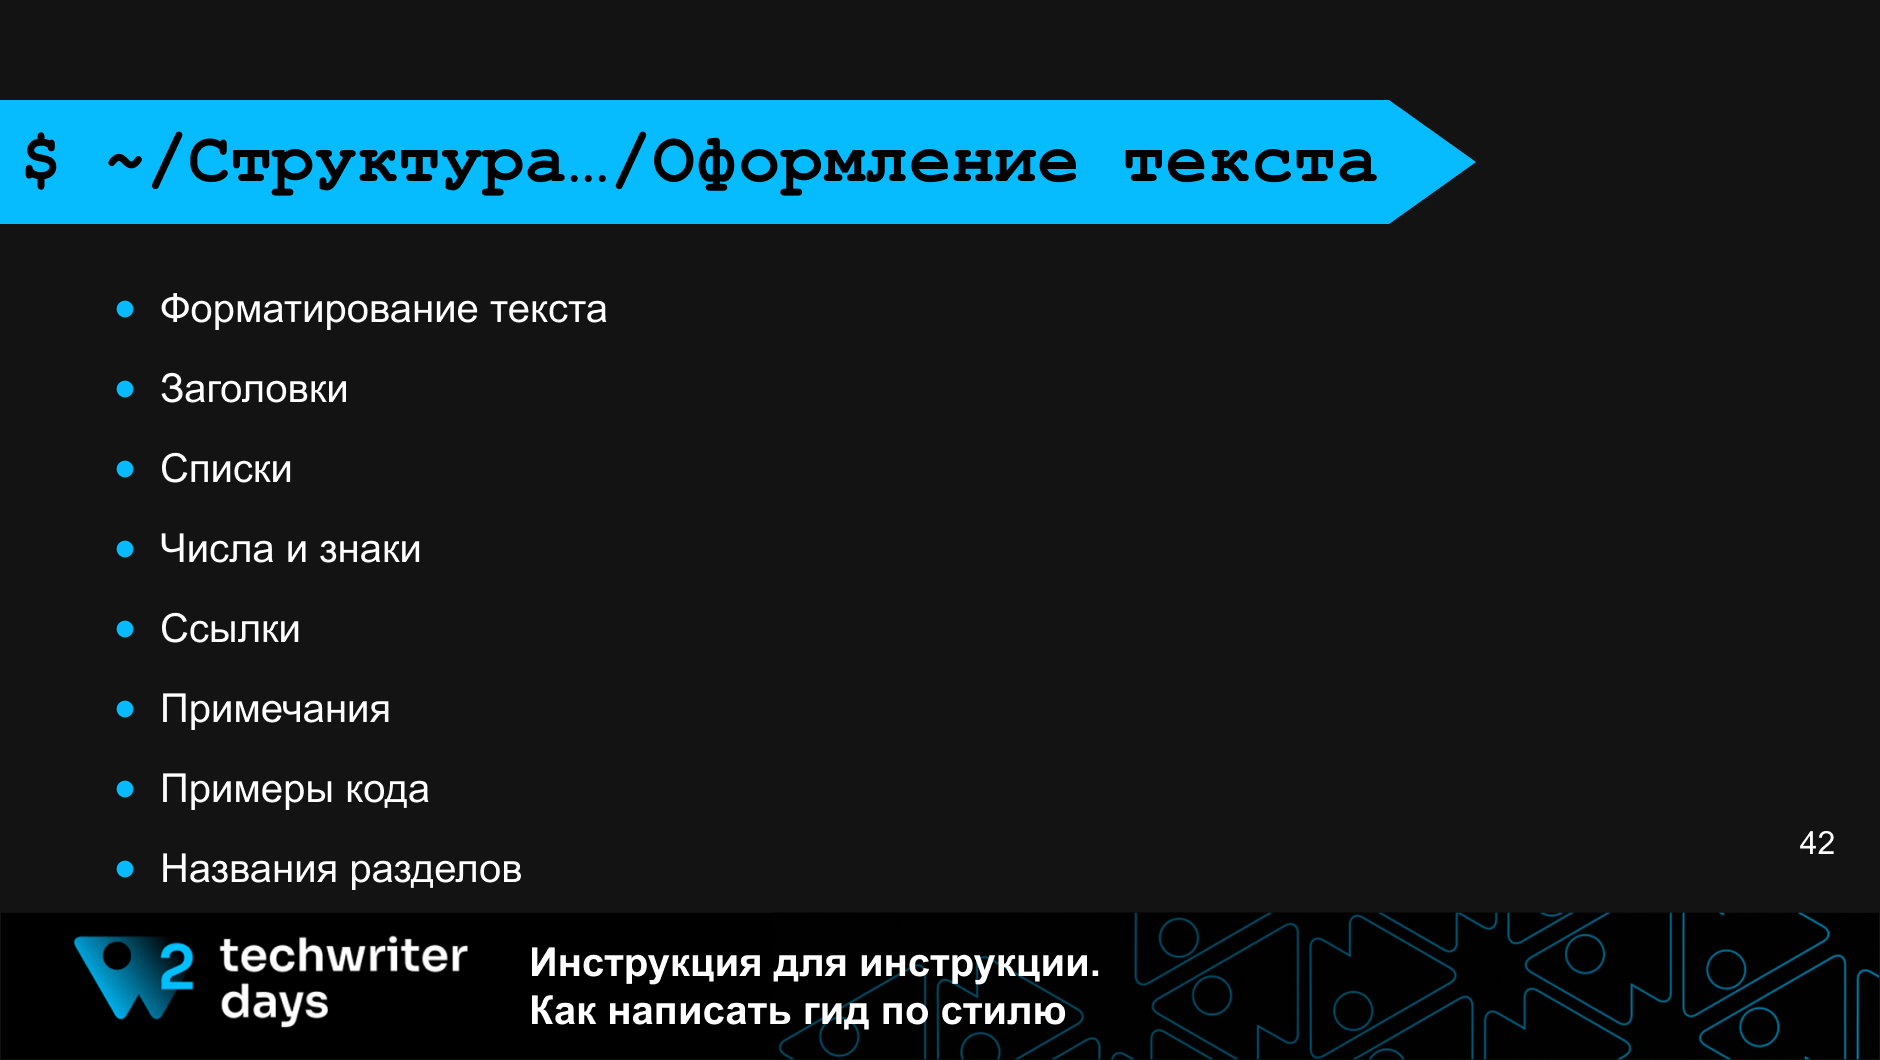 $ ~/Структура…/Оформление текста
Форматирование текста
Заголовки
Списки
Числа и знаки
Ссылки
Примечания
Примеры кода
Названия разделов
42
2 techwriter
days
Инструкция для инструкции.
Как написать гид по стилю